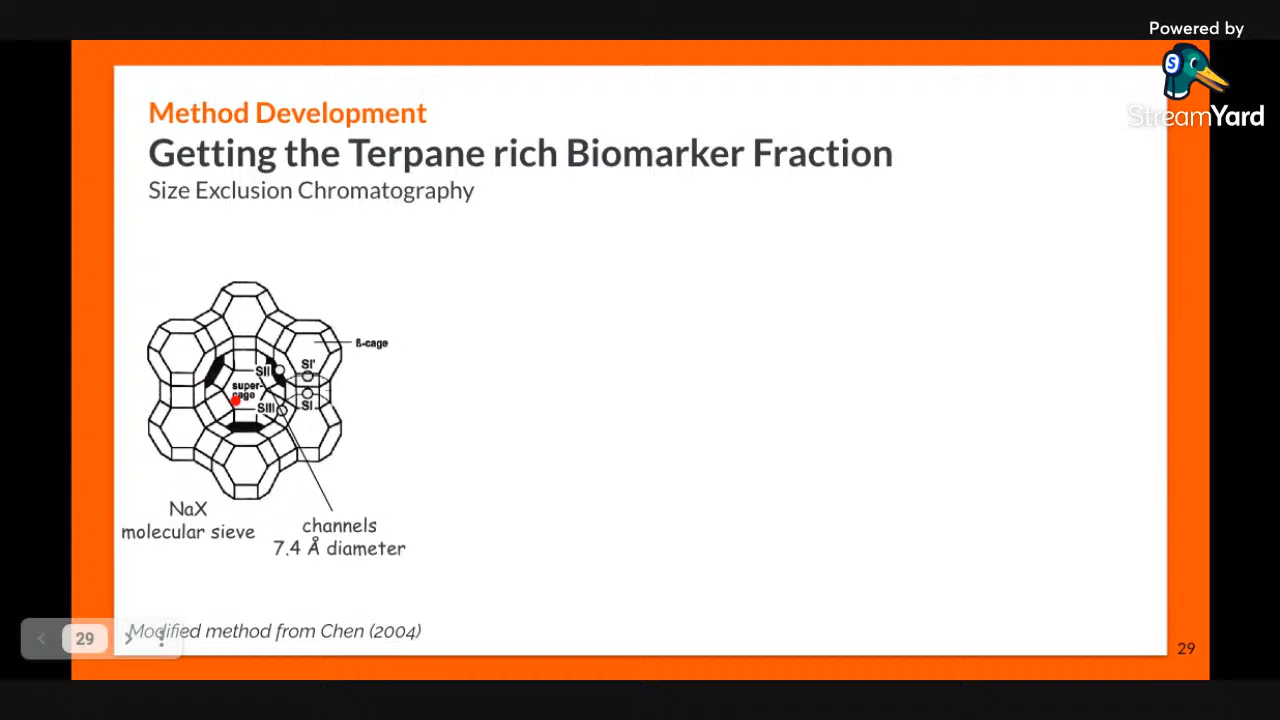 Powered by
StreamYard
Method Development
Getting the Terpane rich Biomarker Fraction
Size Exclusion Chromatography
ß-cage
SI'
SII
super-
cage
SIII
SI
NaX
molecular sieve
channels
7.4 Å diameter
Modified method from Chen (2004)
29
29